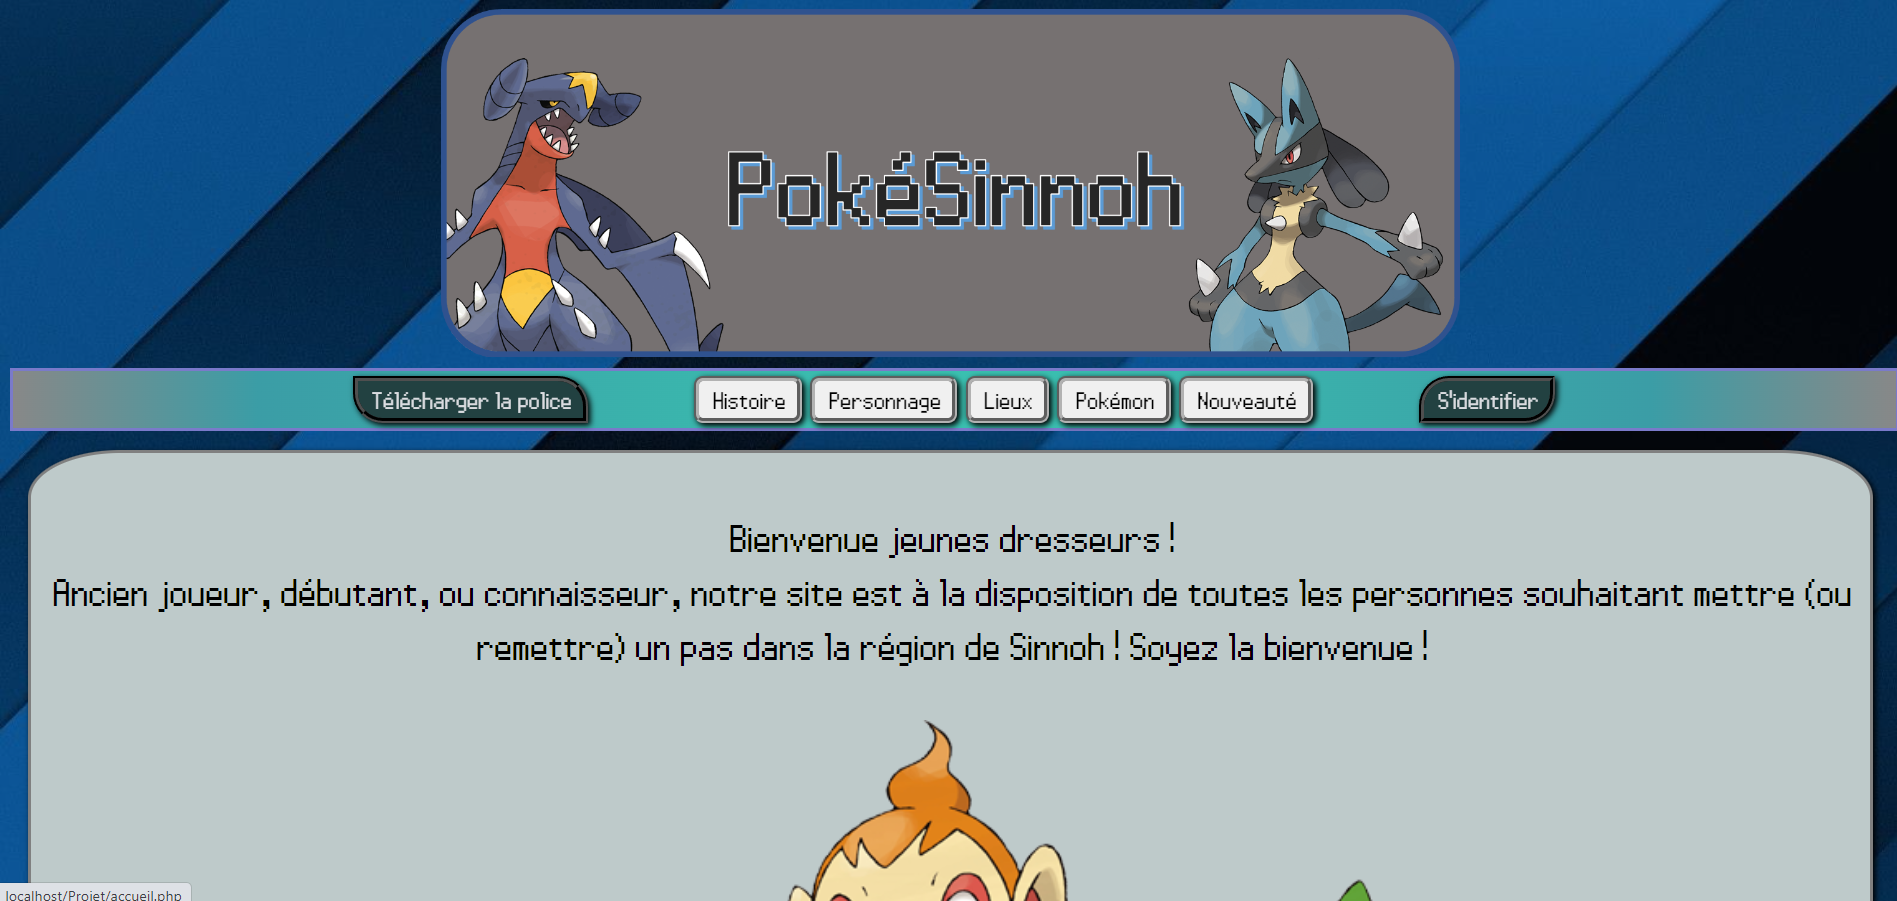 PokéSinnoh
Télécharger la police
Histoire
Personnage
Lieux
Pokémon
Nouveauté
S'identifier
Bienvenue jeunes dresseurs !
Ancien joueur, débutant, ou connaisseur, notre site est à la disposition de toutes les personnes souhaitant mettre (ou
remettre) un pas dans la région de Sinnoh ! Soyez la bienvenue !
localhost/Projet/accueil.php